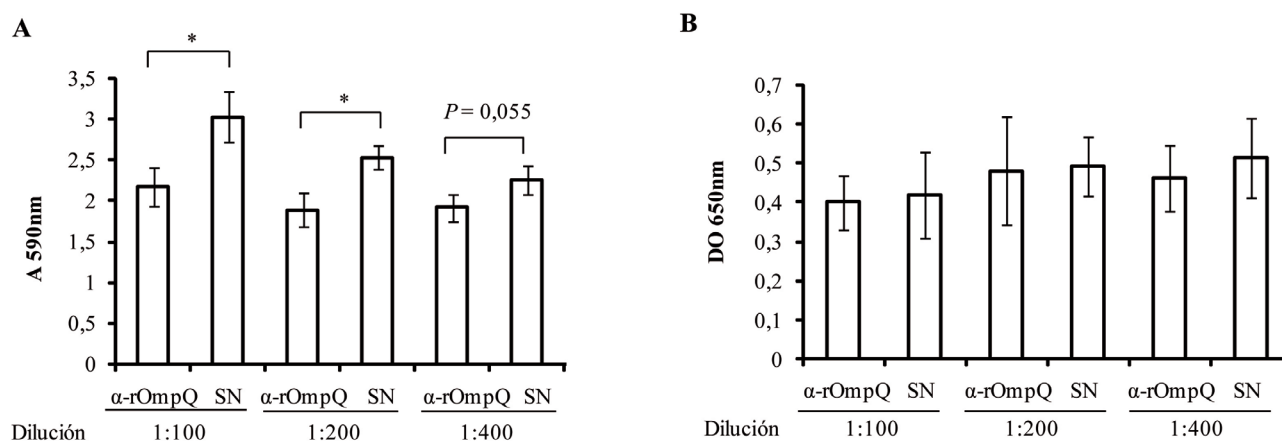 A
*
*
P = 0,055
3,5
3
2,5
2
1,5
1
0,5
0
A 590nm
α-rOmpQ SN α-rOmpQ SN α-rOmpQ SN
Dilución 1:100 1:200 1:400
B
0,7
0,6
0,5
0,4
0,3
0,2
0,1
0
DO 650nm
α-rOmpQ SN α-rOmpQ SN α-rOmpQ SN
Dilución 1:100 1:200 1:400